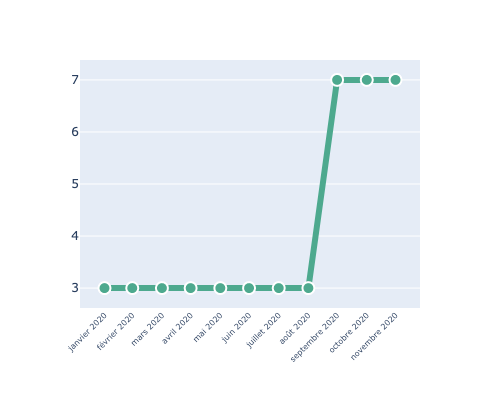 7
6
5
4
3
janvier 2020
février 2020
mars 2020
avril 2020
mai 2020
juin 2020
juillet 2020
août 2020
septembre 2020
octobre 2020
novembre 2020